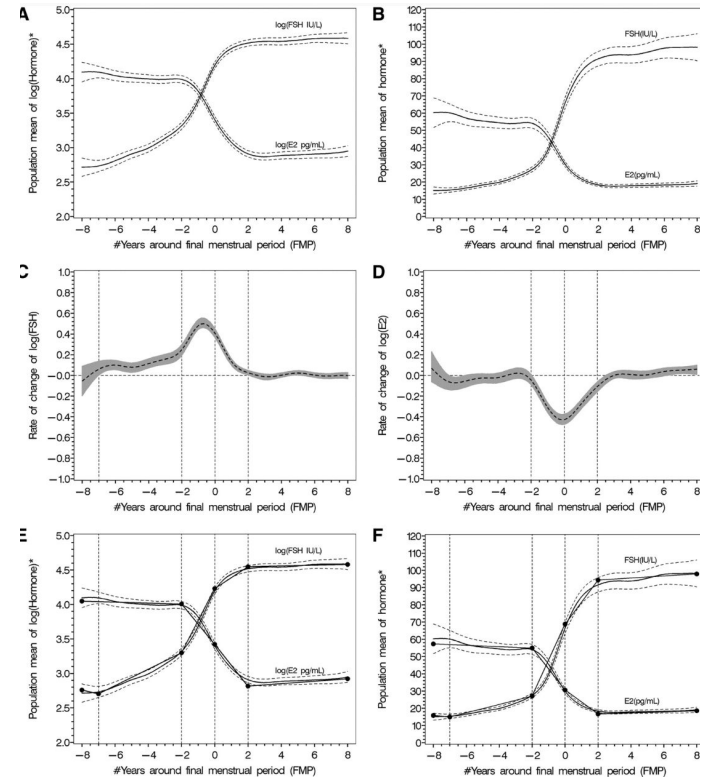 A
log(FSH IU/L)
log(E2 pg/mL)
Population mean of log(Hormone)*
5.0
4.5
4.0
3.5
3.0
2.5
2.0
−8 −6 −4 −2 0 2 4 6 8
#Years around final menstrual period (FMP)
B
FSH(IU/L)
E2(pg/mL)
Population mean of hormone*
120
110
100
90
80
70
60
50
40
30
20
10
0
−8 −6 −4 −2 0 2 4 6 8
#Years around final menstrual period (FMP)
C
Rate of change of log(FSH)
1.0
0.8
0.6
0.4
0.2
−0.0
−0.2
−0.4
−0.6
−0.8
−1.0
−8 −6 −4 −2 0 2 4 6 8
#Years around final menstrual period (FMP)
D
Rate of change of log(E2)
1.0
0.8
0.6
0.4
0.2
−0.0
−0.2
−0.4
−0.6
−0.8
−1.0
−8 −6 −4 −2 0 2 4 6 8
#Years around final menstrual period (FMP)
E
log(FSH IU/L)
log(E2 pg/mL)
Population mean of log(Hormone)*
5.0
4.5
4.0
3.5
3.0
2.5
2.0
−8 −6 −4 −2 0 2 4 6 8
#Years around final menstrual period (FMP)
F
FSH(IU/L)
E2(pg/mL)
Population mean of hormone*
120
110
100
90
80
70
60
50
40
30
20
10
0
−8 −6 −4 −2 0 2 4 6 8
#Years around final menstrual period (FMP)